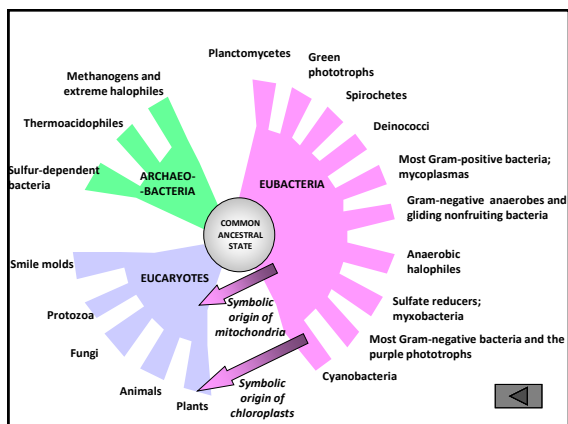 Planctomycetes
Green
phototrophs
Spirochetes
Deinococci
Most Gram-positive bacteria;
mycoplasmas
Gram-negative anaerobes and
gliding nonfruiting bacteria
Anaerobic
halophiles
Sulfate reducers;
myxobacteria
Most Gram-negative bacteria and the
purple phototrophs
Cyanobacteria
EUBACTERIA
Methanogens and
extreme halophiles
Thermoacidophiles
Sulfur-dependent
bacteria
ARCHAEO-
-BACTERIA
COMMON
ANCESTRAL
STATE
EUCARYOTES
Smile molds
Protozoa
Fungi
Animals
Plants
Symbolic
origin of
mitochondria
Symbolic
origin of
chloroplasts